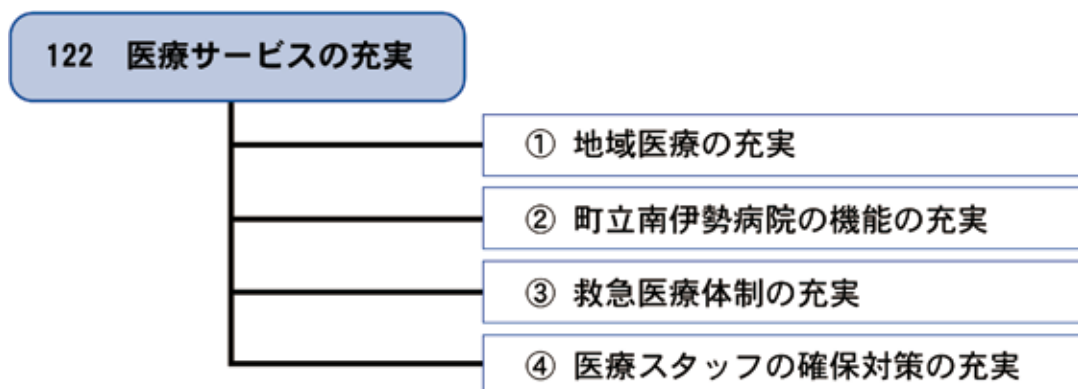 122　医療サービスの充実
① 地域医療の充実
② 町立南伊勢病院の機能の充実
③ 救急医療体制の充実
④ 医療スタッフの確保対策の充実